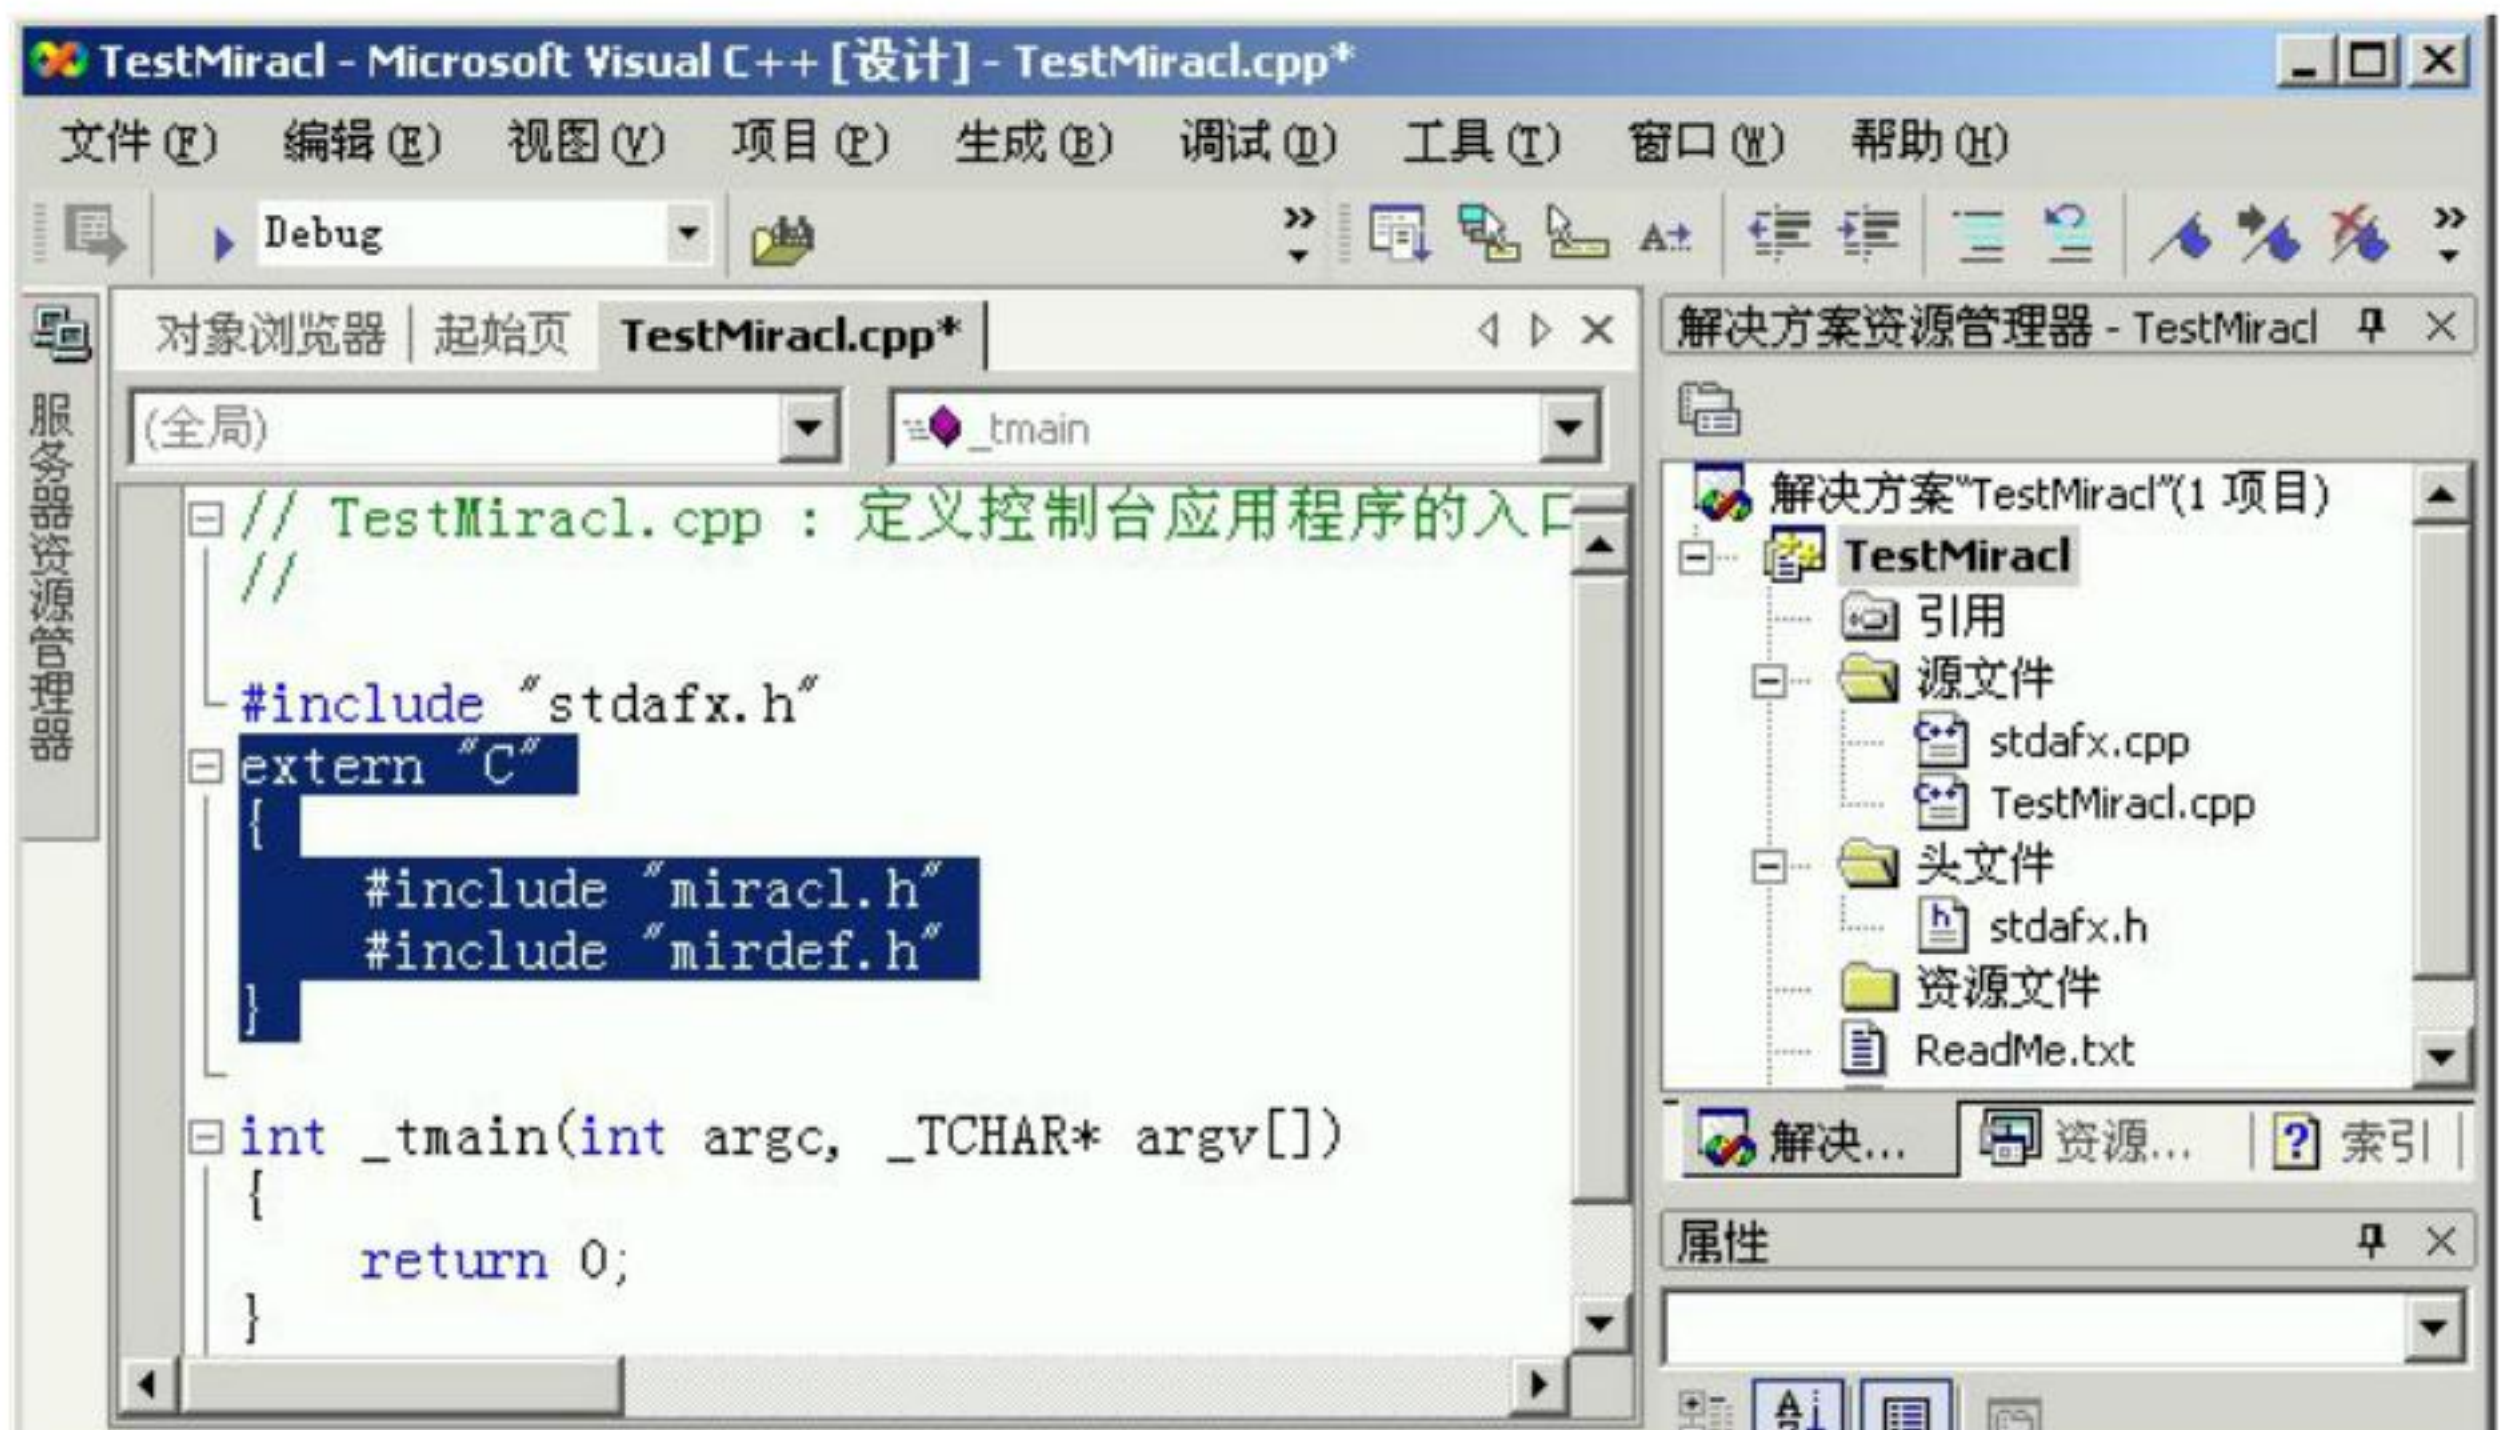 TestMiracl - Microsoft Visual C++ [设计] - TestMiracl.cpp*
文件(F) 编辑(E) 视图(V) 项目(P) 生成(B) 调试(D) 工具(T) 窗口(W) 帮助(H)
Debug
服务器资源管理器
对象浏览器 起始页 TestMiracl.cpp*
(全局) _tmain
// TestMiracl.cpp : 定义控制台应用程序的入口
//
#include "stdafx.h"
extern "C"
{
#include "miracl.h"
#include "mirdef.h"
}
int _tmain(int argc, _TCHAR* argv[])
{
return 0;
}
解决方案资源管理器 - TestMiracl
解决方案"TestMiracl"(1 项目)
TestMiracl
引用
源文件
stdafx.cpp
TestMiracl.cpp
头文件
stdafx.h
资源文件
ReadMe.txt
解决... 资源... 索引
属性